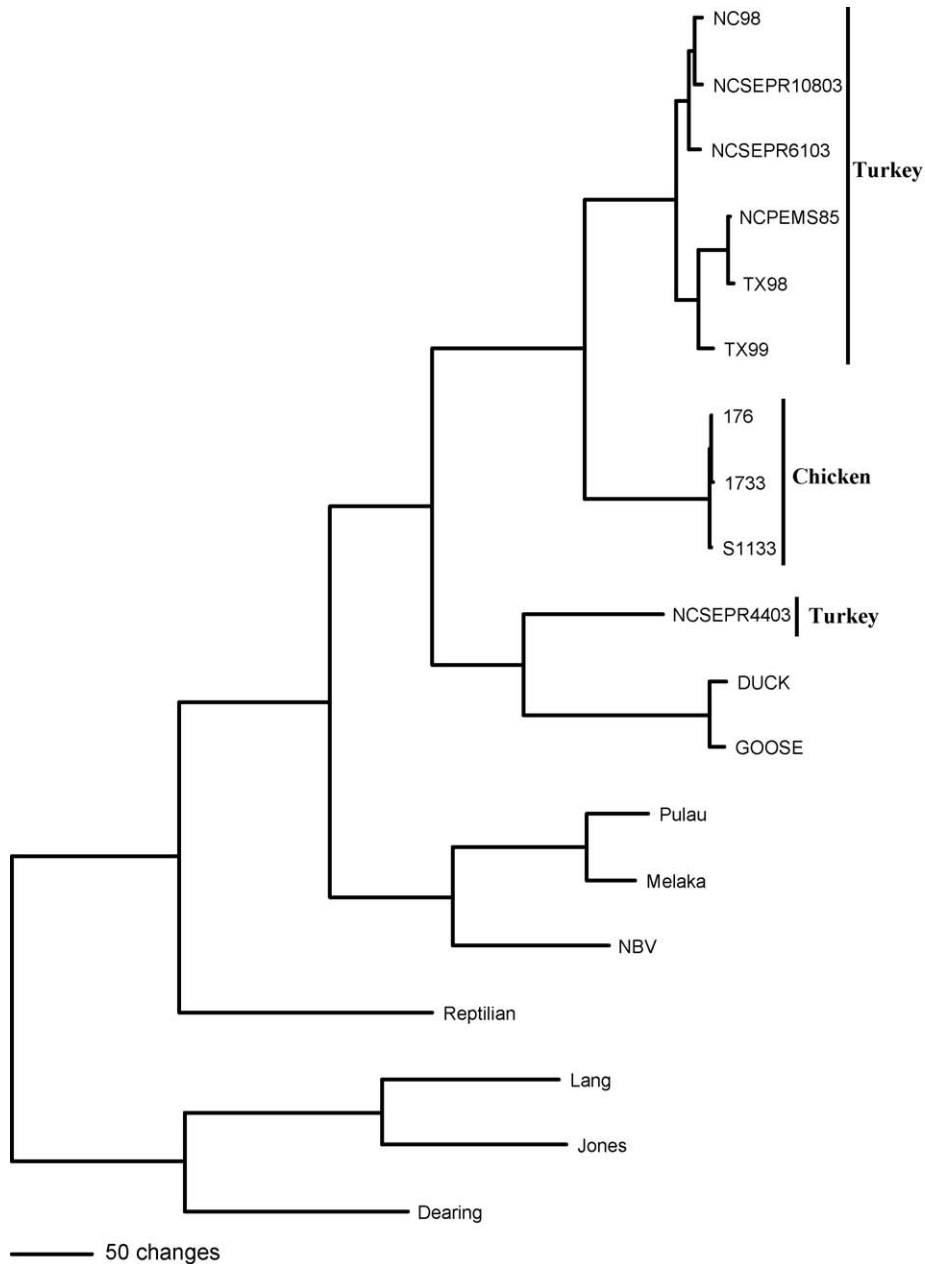 NC98
NCSEPR10803
NCSEPR6103
Turkey
NCPEMS85
TX98
TX99
176
1733
Chicken
S1133
NCSEPR4403
Turkey
DUCK
GOOSE
Pulau
Melaka
NBV
Reptilian
Lang
Jones
Dearing
50 changes